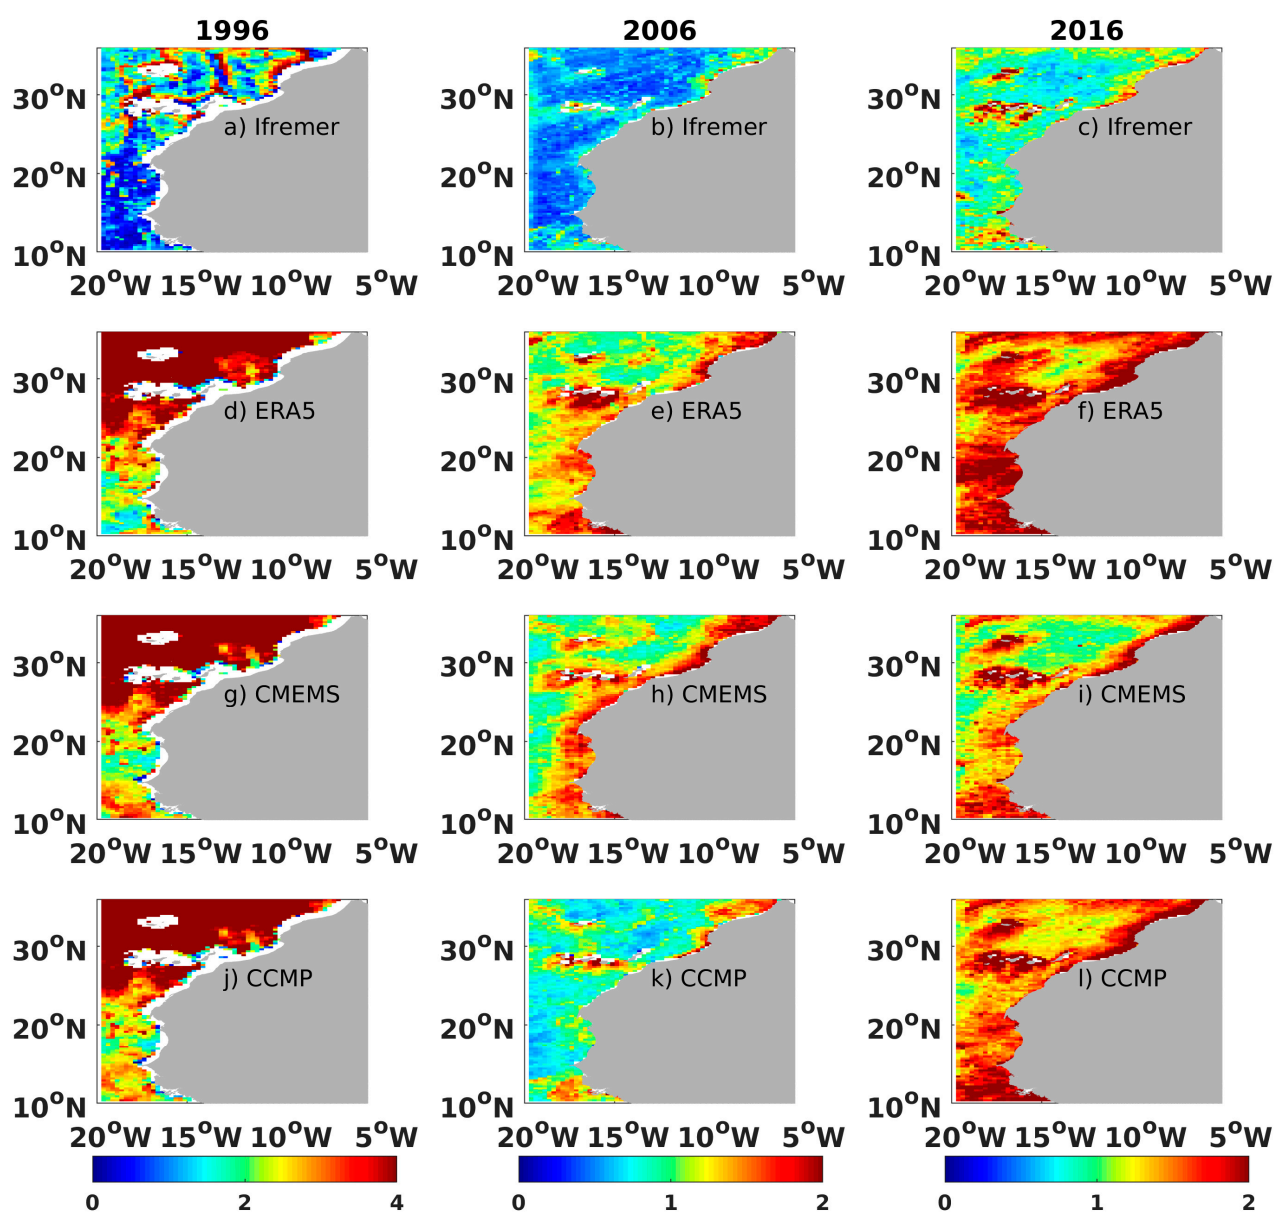 1996 2006 2016
30°N 30°N 30°N
a) Ifremer b) Ifremer c) Ifremer
20°N 20°N 20°N
10°N 10°N 10°N
20°W 15°W 10°W 5°W 20°W 15°W 10°W 5°W 20°W 15°W 10°W 5°W
30°N 30°N 30°N
d) ERA5 e) ERA5 f) ERA5
20°N 20°N 20°N
10°N 10°N 10°N
20°W 15°W 10°W 5°W 20°W 15°W 10°W 5°W 20°W 15°W 10°W 5°W
30°N 30°N 30°N
g) CMEMS h) CMEMS i) CMEMS
20°N 20°N 20°N
10°N 10°N 10°N
20°W 15°W 10°W 5°W 20°W 15°W 10°W 5°W 20°W 15°W 10°W 5°W
30°N 30°N 30°N
j) CCMP k) CCMP l) CCMP
20°N 20°N 20°N
10°N 10°N 10°N
20°W 15°W 10°W 5°W 20°W 15°W 10°W 5°W 20°W 15°W 10°W 5°W
0 2 4 0 1 2 0 1 2